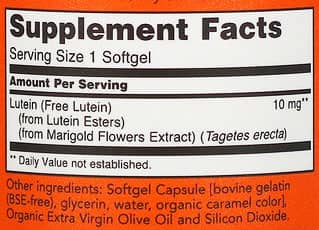 Supplement Facts
Serving Size 1 Softgel
Amount Per Serving
Lutein (Free Lutein) 10 mg**
(from Lutein Esters)
(from Marigold Flowers Extract) (Tagetes erecta)
** Daily Value not established.
Other ingredients: Softgel Capsule [bovine gelatin
(BSE-free), glycerin, water, organic caramel color],
Organic Extra Virgin Olive Oil and Silicon Dioxide.